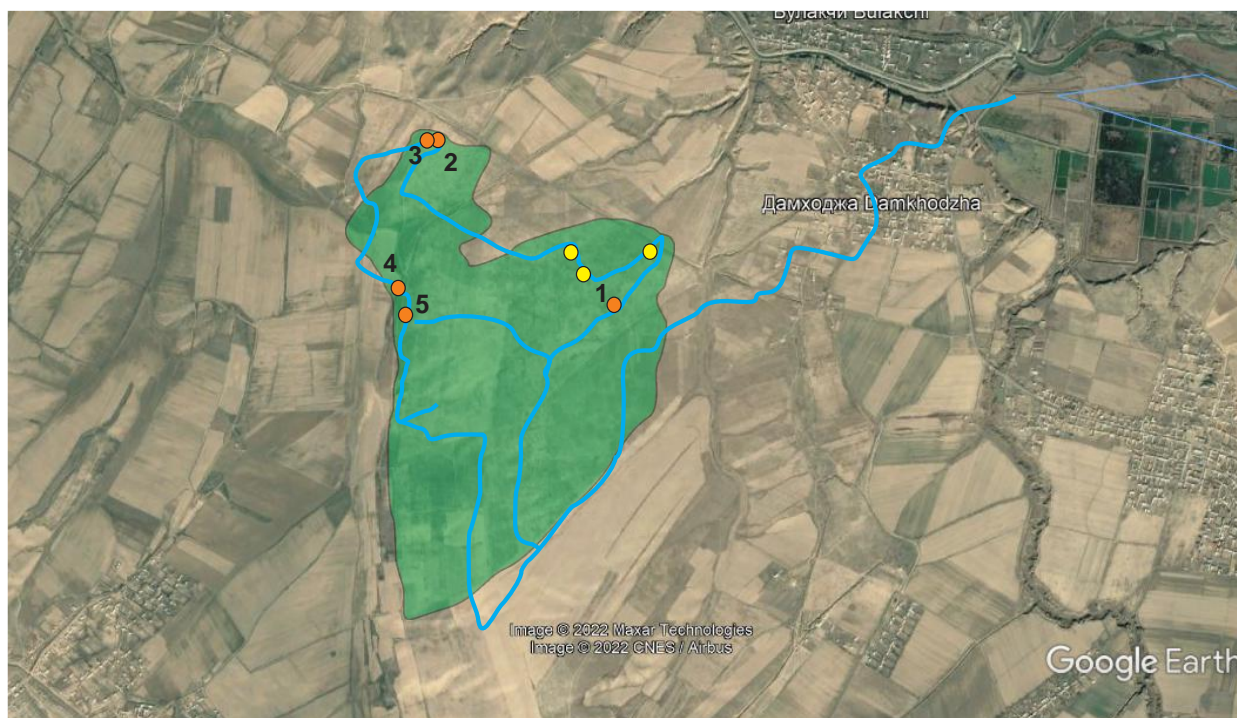 Булакчи Bulakchi
3
2
Дамходжа Damkhodzha
4
1
5
Image © 2022 Maxar Technologies
Image © 2022 CNES / Airbus
Google Earth